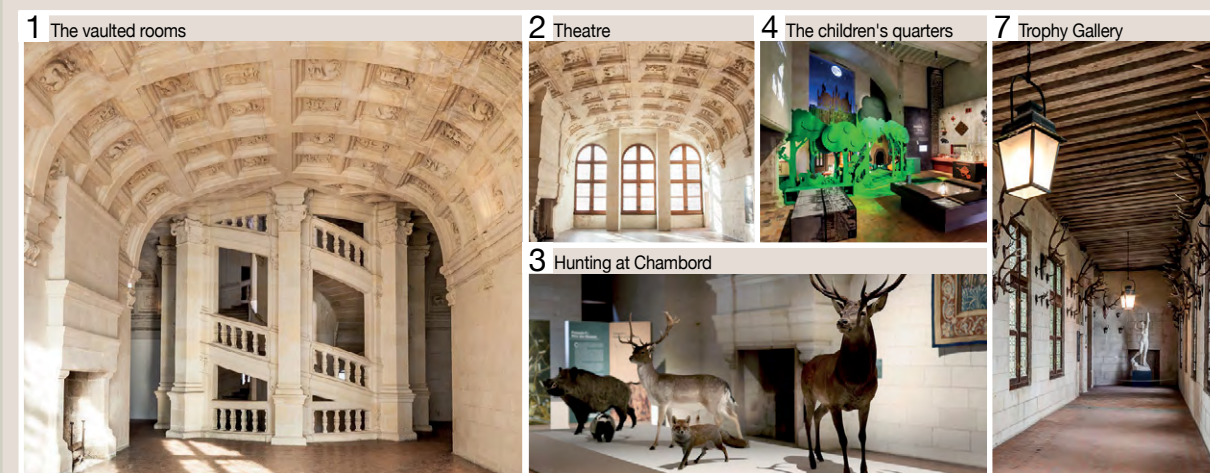 1 The vaulted rooms
2 Theatre
4 The children's quarters
7 Trophy Gallery
3 Hunting at Chambord